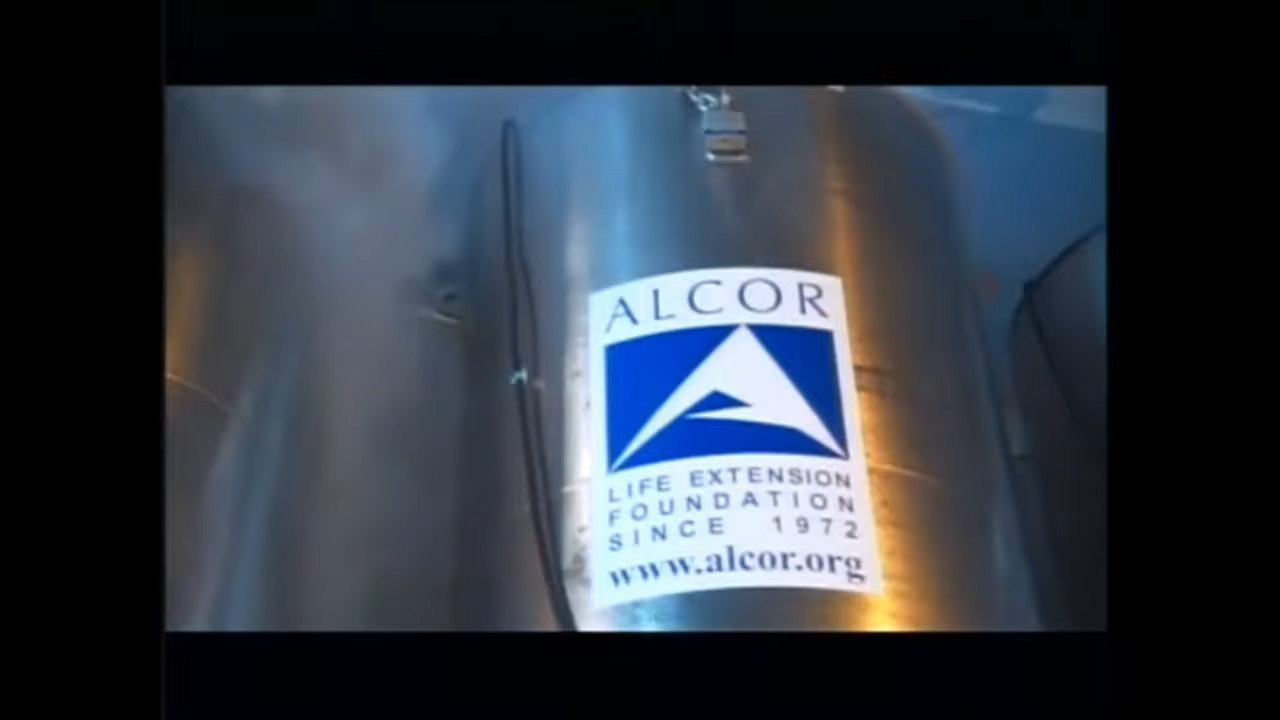 ALCOR
LIFE EXTENSION
FOUNDATION
SINCE 1972
www.alcor.org